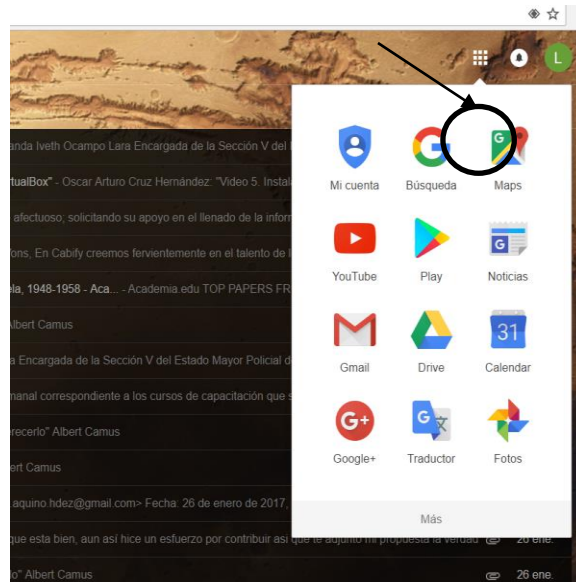 L
anda Iveth Ocampo Lara Encargada de la Sección V del
Mi cuenta Búsqueda Maps
tualBox" - Oscar Arturo Cruz Hernández: "Video 5. Instal
afectuoso; solicitando su apoyo en el llenado de la inforr
fons, En Cabify creemos fervientemente en el talento de l
YouTube Play Noticias
ela, 1948-1958 - Aca... - Academia.edu TOP PAPERS FR
Albert Camus
31
a Encargada de la Sección V del Estado Mayor Policial d
Gmail Drive Calendar
manal correspondiente a los cursos de capacitación que s
G+
erecerlo" Albert Camus
Google+ Traductor Fotos
ert Camus
.aquino.hdez@gmail.com> Fecha: 26 de enero de 2017,
Más
que esta bien, aun así hice un esfuerzo por contribuir así que te adjunto mi propuesta la verdad 26 ene.
lo" Albert Camus 26 ene.